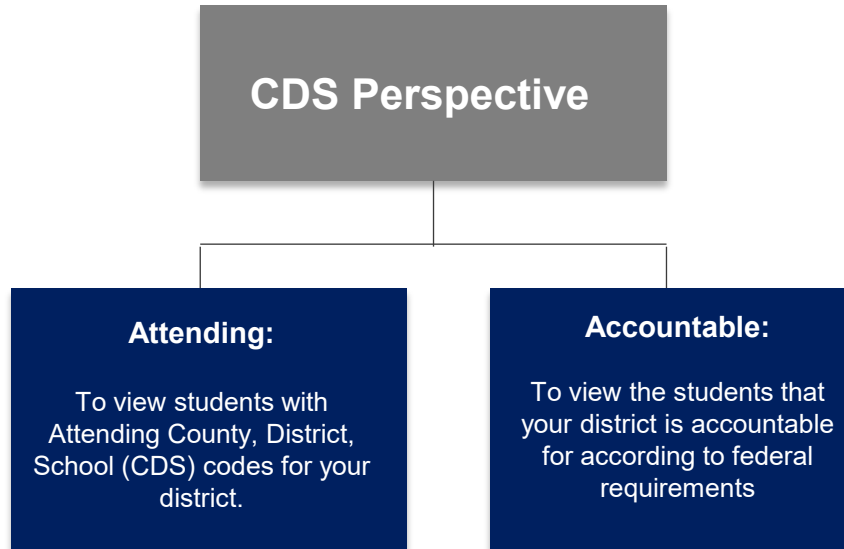 CDS Perspective
Attending:
To view students with
Attending County, District,
School (CDS) codes for your
district.
Accountable:
To view the students that
your district is accountable
for according to federal
requirements